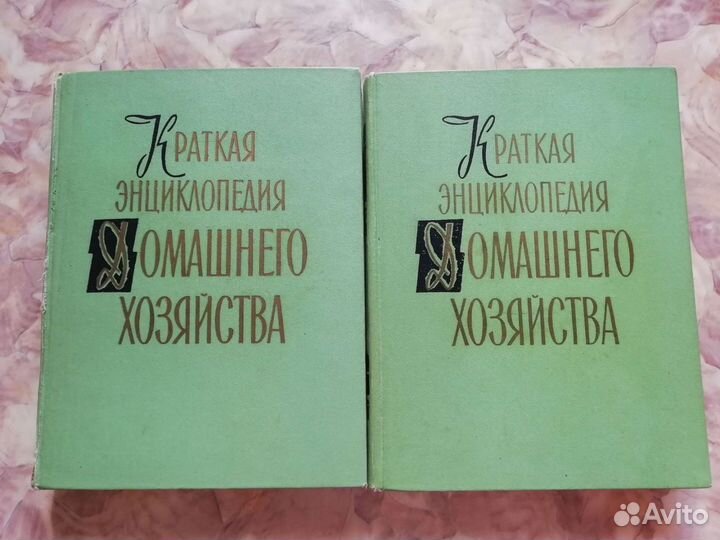 Краткая
энциклопедия
Домашнего
хозяйства
Краткая
энциклопедия
Домашнего
хозяйства
Avito